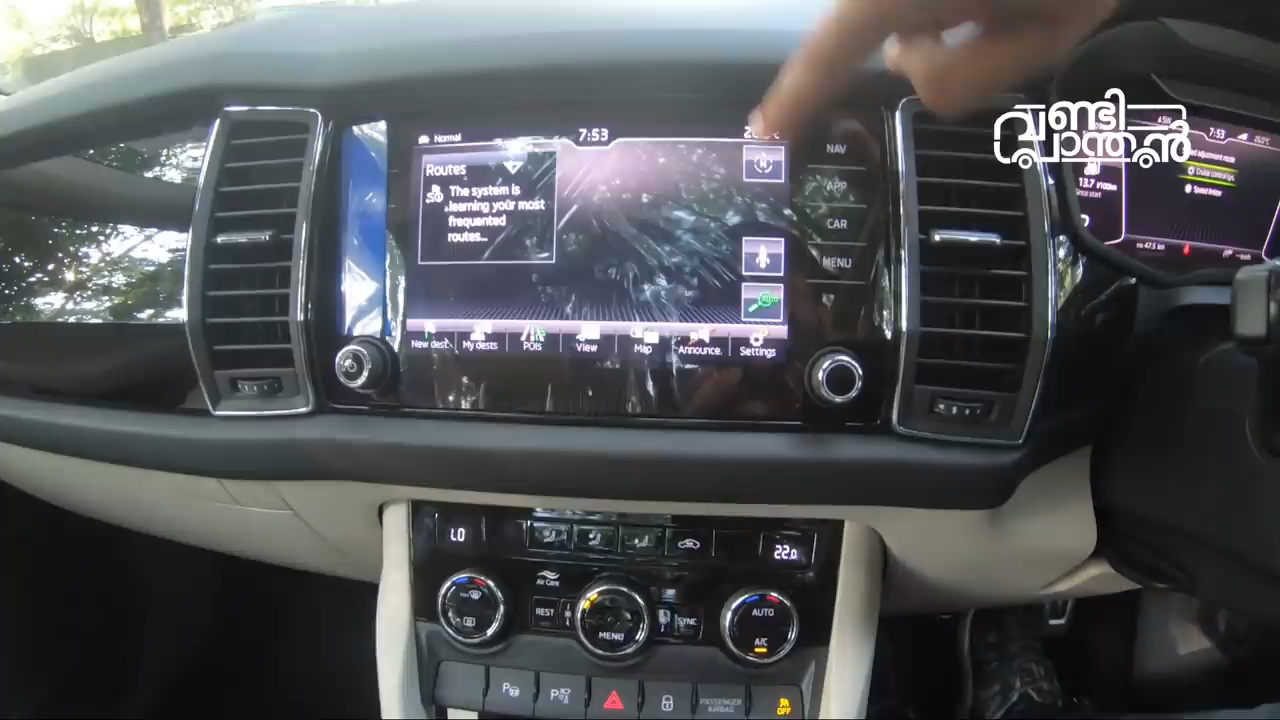 Normal
7:53
Routes
The system is
learning your most
frequented
routes...
New dest.
My dests
POIs
View
Map
Announce.
Settings
NAV
APP
CAR
MENU
വണ്ടി
പ്രാന്തൻ
7:53
Cruise control sys.
Speed limiter
13.7
LO
22.0
Air Care
REST
MENU
SYNC
AUTO
A/C
PASSENGER
AIRBAG
OFF